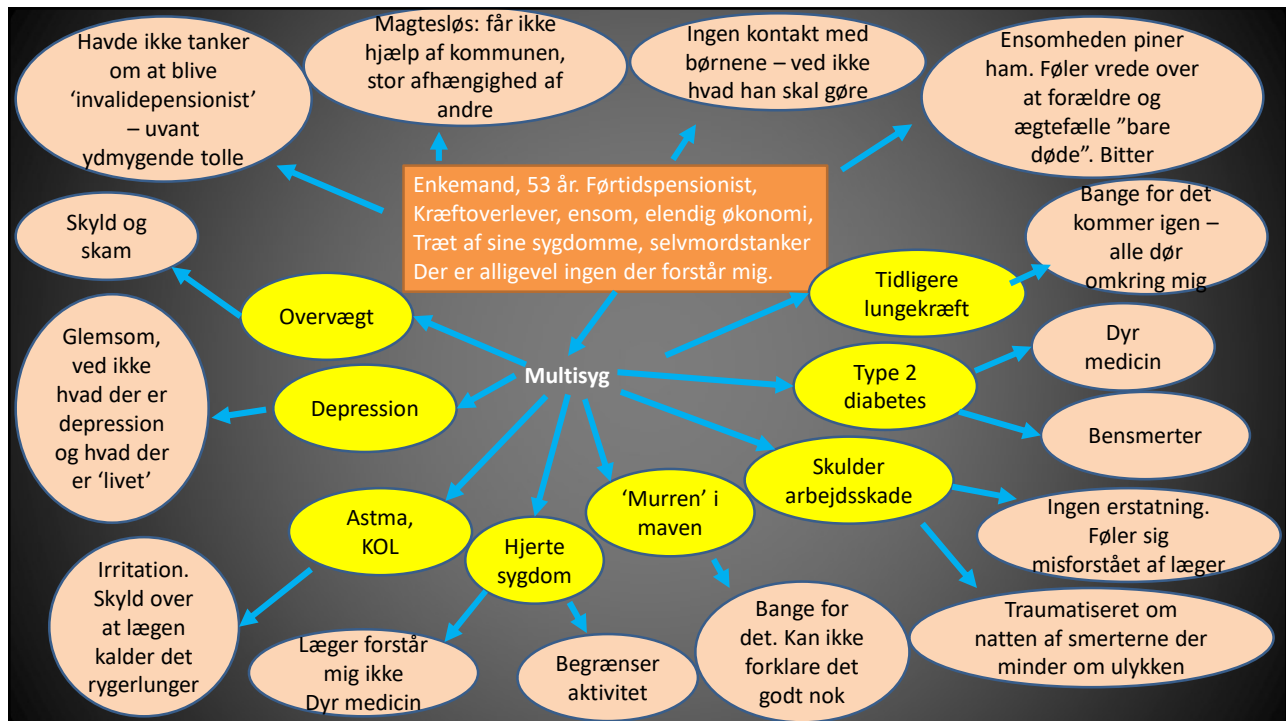 Havde ikke tanker
om at blive
‘invalidepensionist’
– uvant
ydmygende tolle
Magtesløs: får ikke
hjælp af kommunen,
stor afhængighed af
andre
Ingen kontakt med
børnene – ved ikke
hvad han skal gøre
Ensomheden piner
ham. Føler vrede over
at forældre og
ægtefælle ”bare
døde”. Bitter
Enkemand, 53 år. Førtidspensionist,
Kræftoverlever, ensom, elendig økonomi,
Træt af sine sygdomme, selvmordstanker
Der er alligevel ingen der forstår mig.
Bange for det
kommer igen –
alle dør
omkring mig
Skyld og
skam
Overvægt
Tidligere
lungekræft
Glemsom,
ved ikke
hvad der er
depression
og hvad der
er ‘livet’
Depression
Multisyg
Type 2
diabetes
Dyr
medicin
Bensmerter
Skulder
arbejdsskade
Astma,
KOL
Hjerte
sygdom
‘Murren’ i
maven
Ingen erstatning.
Føler sig
misforstået af læger
Irritation.
Skyld over
at lægen
kalder det
rygerlunger
Læger forstår
mig ikke
Dyr medicin
Begrænser
aktivitet
Bange for
det. Kan ikke
forklare det
godt nok
Traumatiseret om
natten af smerterne der
minder om ulykken